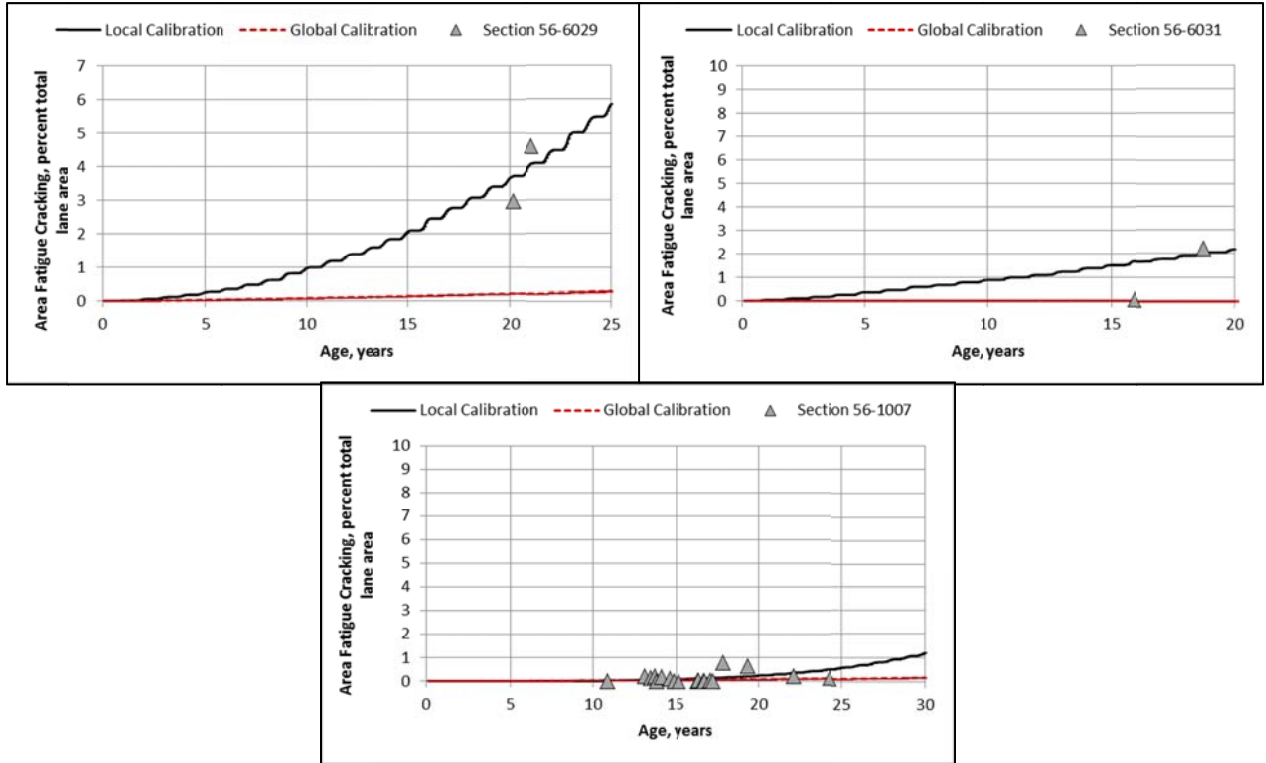 Local Calibration Global Calibration Section 56-6029
7
6
5
4
3
2
1
0
Area Fatigue Cracking, percent total
lane area
0 5 10 15 20 25
Age, years
Local Calibration Global Calibration Section 56-6031
10
9
8
7
6
5
4
3
2
1
0
Area Fatigue Cracking, percent total
lane area
0 5 10 15 20
Age, years
Local Calibration Global Calibration Section 56-1007
10
9
8
7
6
5
4
3
2
1
0
Area Fatigue Cracking, percent total
lane area
0 5 10 15 20 25 30
Age, years